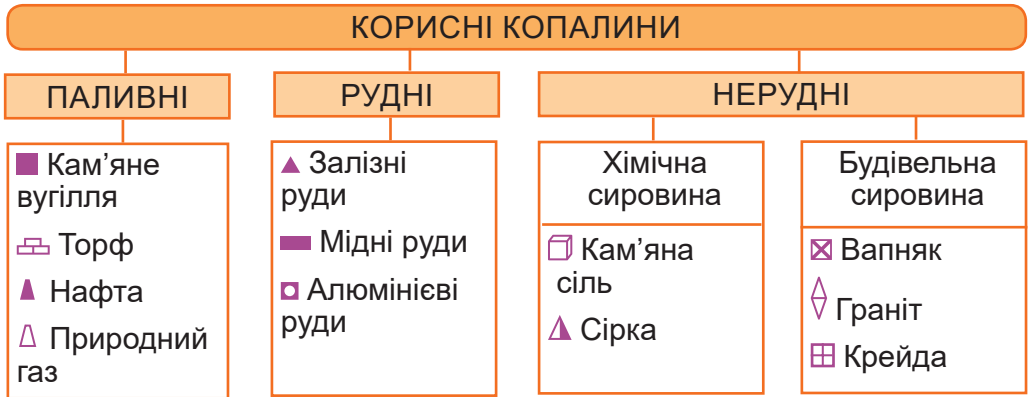 КОРИСНІ КОПАЛИНИ
ПАЛИВНІ
Кам’яне
вугілля
Торф
Нафта
Природний
газ
РУДНІ
Залізні
руди
Мідні руди
Алюмінієві
руди
НЕРУДНІ
Хімічна
сировина
Кам’яна
сіль
Сірка
Будівельна
сировина
Вапняк
Граніт
Крейда